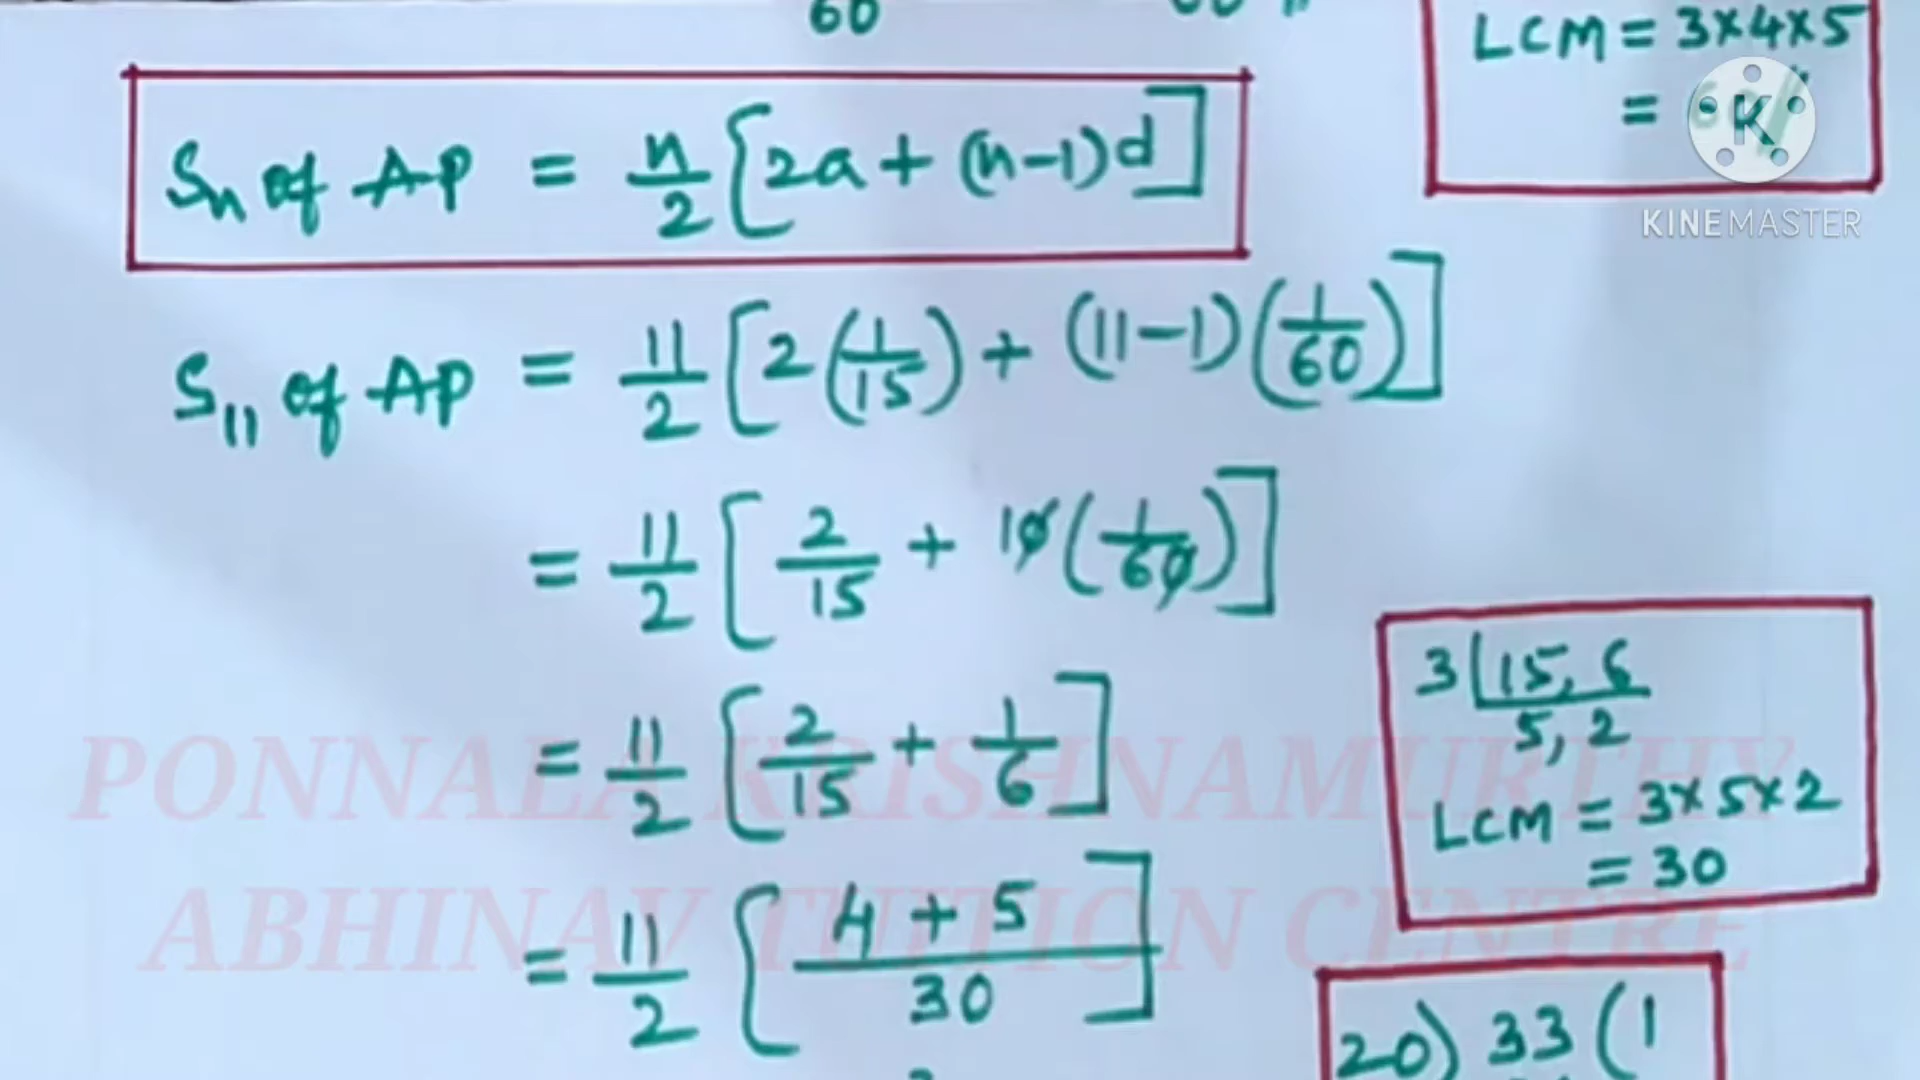 60
LCM = 3×4×5
=
K
KINEMASTER
Sn of AP = n/2 [2a + (n-1)d]
S11 of AP = 11/2 [2(1/15) + (11-1)(1/60)]
= 11/2 [2/15 + 10(1/60)]
= 11/2 [2/15 + 1/6]
3|15, 6
5, 2
LCM = 3×5×2
= 30
= 11/2 [(4+5)/30]
20) 33 (1
PONNALA KRISHNAMURTHY
ABHINAV TUITION CENTRE